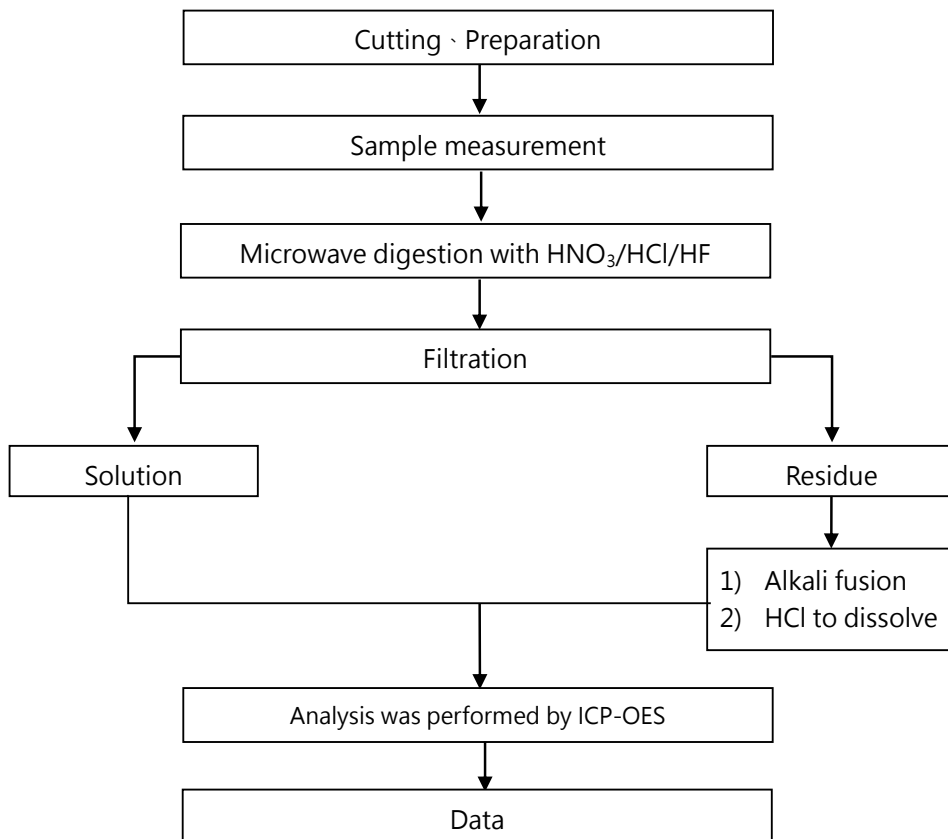 Cutting、Preparation
Sample measurement
Microwave digestion with HNO₃/HCl/HF
Filtration
Solution
Residue
1) Alkali fusion
2) HCl to dissolve
Analysis was performed by ICP-OES
Data